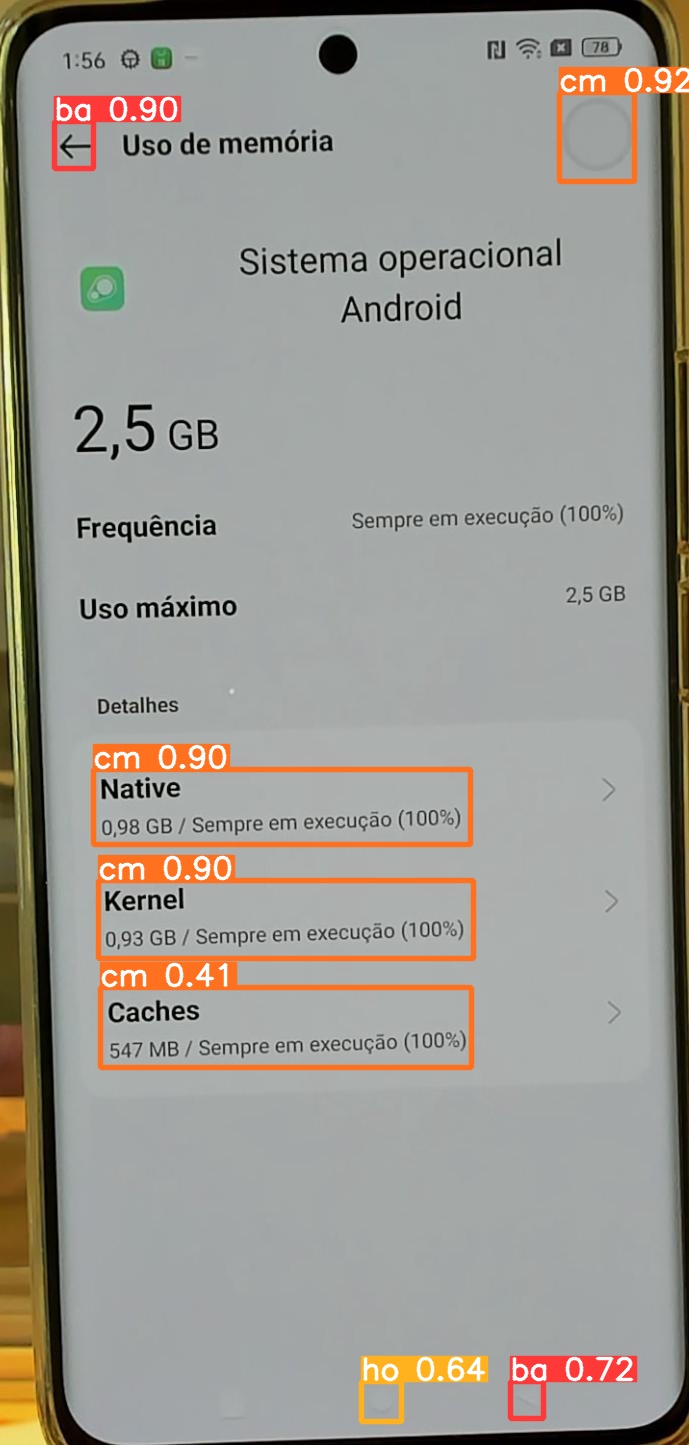 1:56
78
cm 0.92
ba 0.90
Uso de memória
Sistema operacional
Android
2,5 GB
Frequência
Sempre em execução (100%)
Uso máximo
2,5 GB
Detalhes
cm 0.90
Native
0,98 GB / Sempre em execução (100%)
cm 0.90
Kernel
0,93 GB / Sempre em execução (100%)
cm 0.41
Caches
547 MB / Sempre em execução (100%)
ho 0.64
ba 0.72